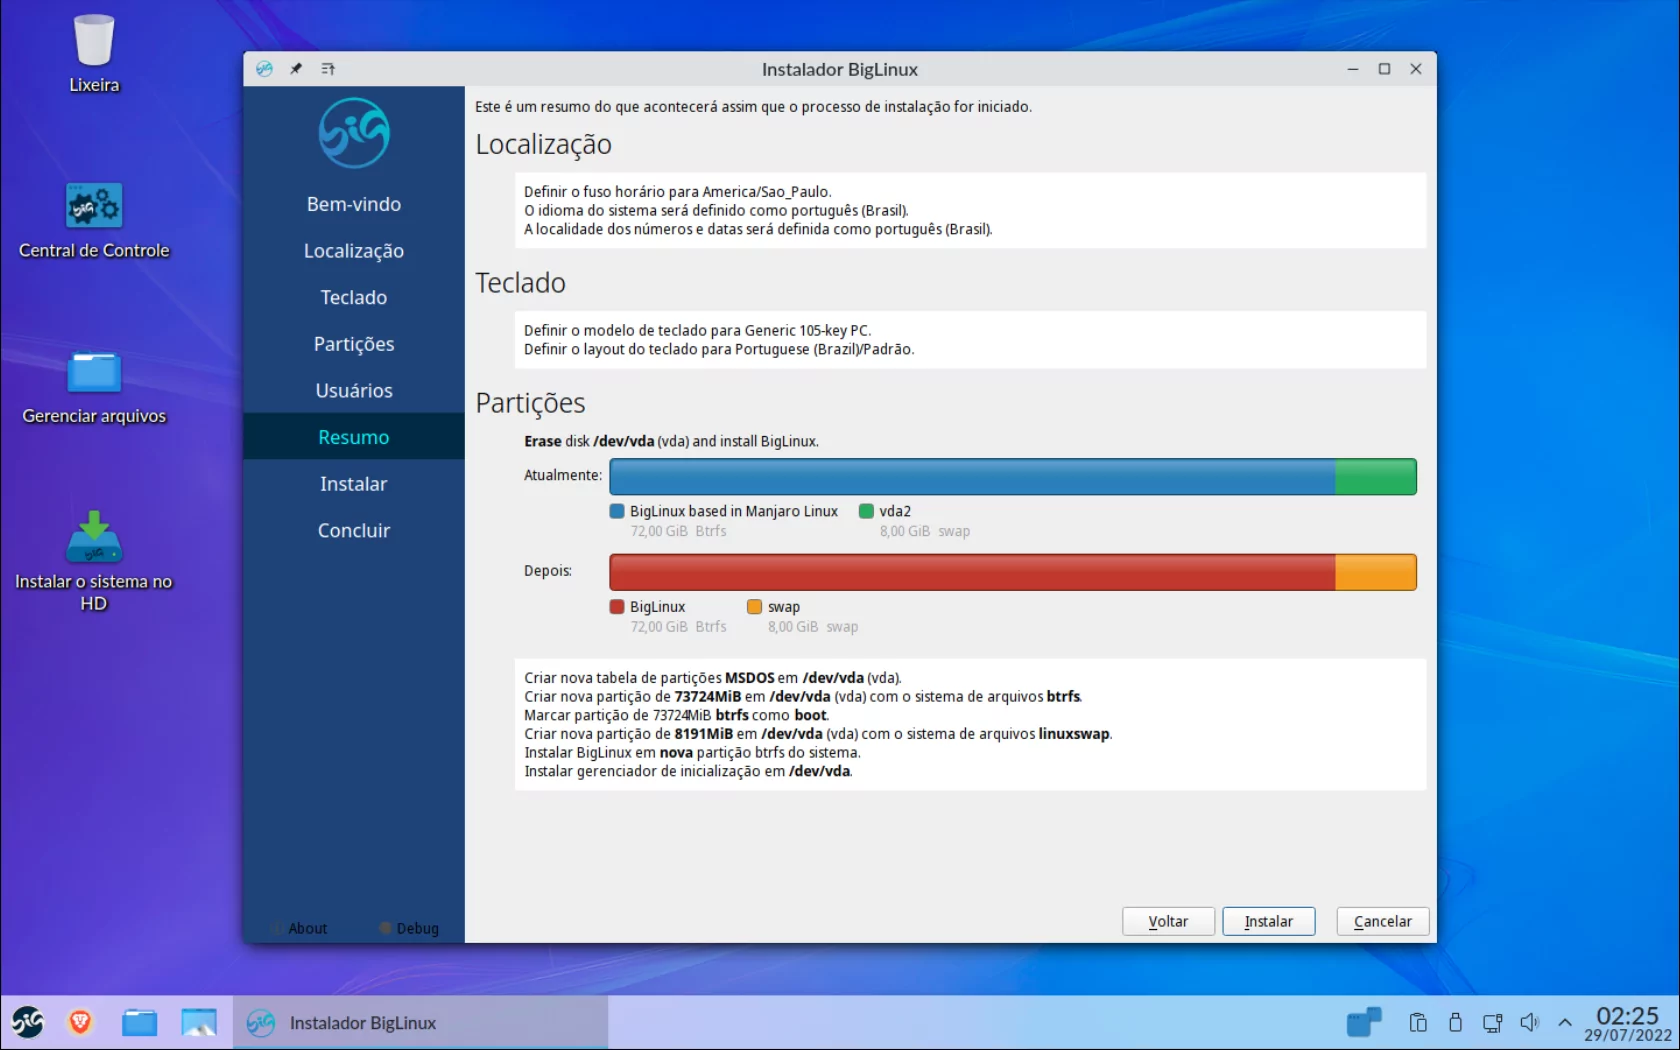 Lixeira
Central de Controle
Gerenciar arquivos
Instalar o sistema no
HD
Instalador BigLinux
Bem-vindo
Localização
Teclado
Partições
Usuários
Resumo
Instalar
Concluir
About
Debug
Este é um resumo do que acontecerá assim que o processo de instalação for iniciado.
Localização
Definir o fuso horário para America/Sao_Paulo.
O idioma do sistema será definido como português (Brasil).
A localidade dos números e datas será definida como português (Brasil).
Teclado
Definir o modelo de teclado para Generic 105-key PC.
Definir o layout do teclado para Portuguese (Brazil)/Padrão.
Partições
Erase disk /dev/vda (vda) and install BigLinux.
Atualmente:
BigLinux based in Manjaro Linux
72,00 GiB Btrfs
vda2
8,00 GiB swap
Depois:
BigLinux
72,00 GiB Btrfs
swap
8,00 GiB swap
Criar nova tabela de partições MSDOS em /dev/vda (vda).
Criar nova partição de 73724MiB em /dev/vda (vda) com o sistema de arquivos btrfs.
Marcar partição de 73724MiB btrfs como boot.
Criar nova partição de 8191MiB em /dev/vda (vda) com o sistema de arquivos linuxswap.
Instalar BigLinux em nova partição btrfs do sistema.
Instalar gerenciador de inicialização em /dev/vda.
Voltar
Instalar
Cancelar
Instalador BigLinux
02:25
29/07/2022